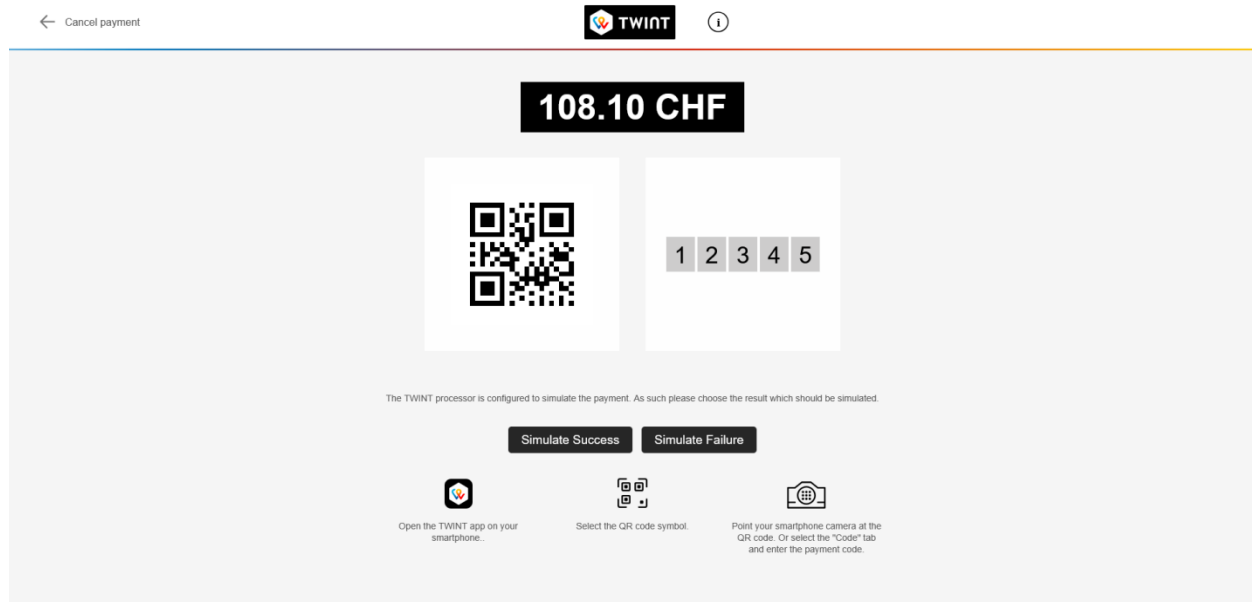 Cancel payment
TWINT
i
108.10 CHF
1 2 3 4 5
The TWINT processor is configured to simulate the payment. As such please choose the result which should be simulated.
Simulate Success
Simulate Failure
Open the TWINT app on your
smartphone..
Select the QR code symbol.
Point your smartphone camera at the
QR code. Or select the "Code" tab
and enter the payment code.